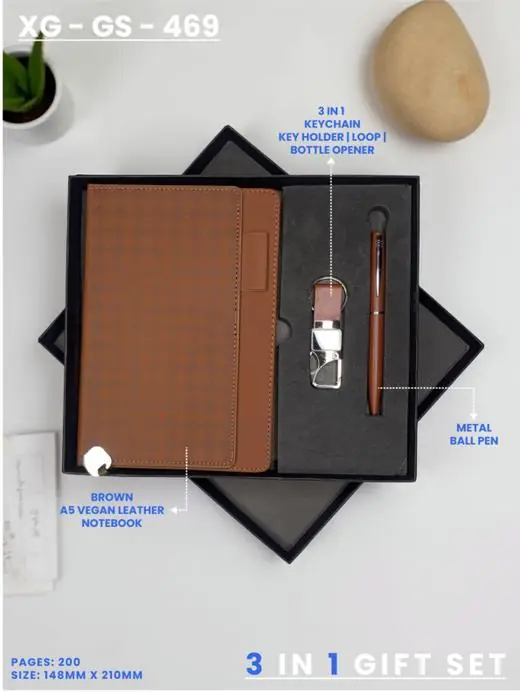 XG - GS - 469
3 IN 1
KEYCHAIN
KEY HOLDER | LOOP |
BOTTLE OPENER
METAL
BALL PEN
BROWN
A5 VEGAN LEATHER
NOTEBOOK
PAGES: 200
SIZE: 148MM X 210MM
3 IN 1 GIFT SET